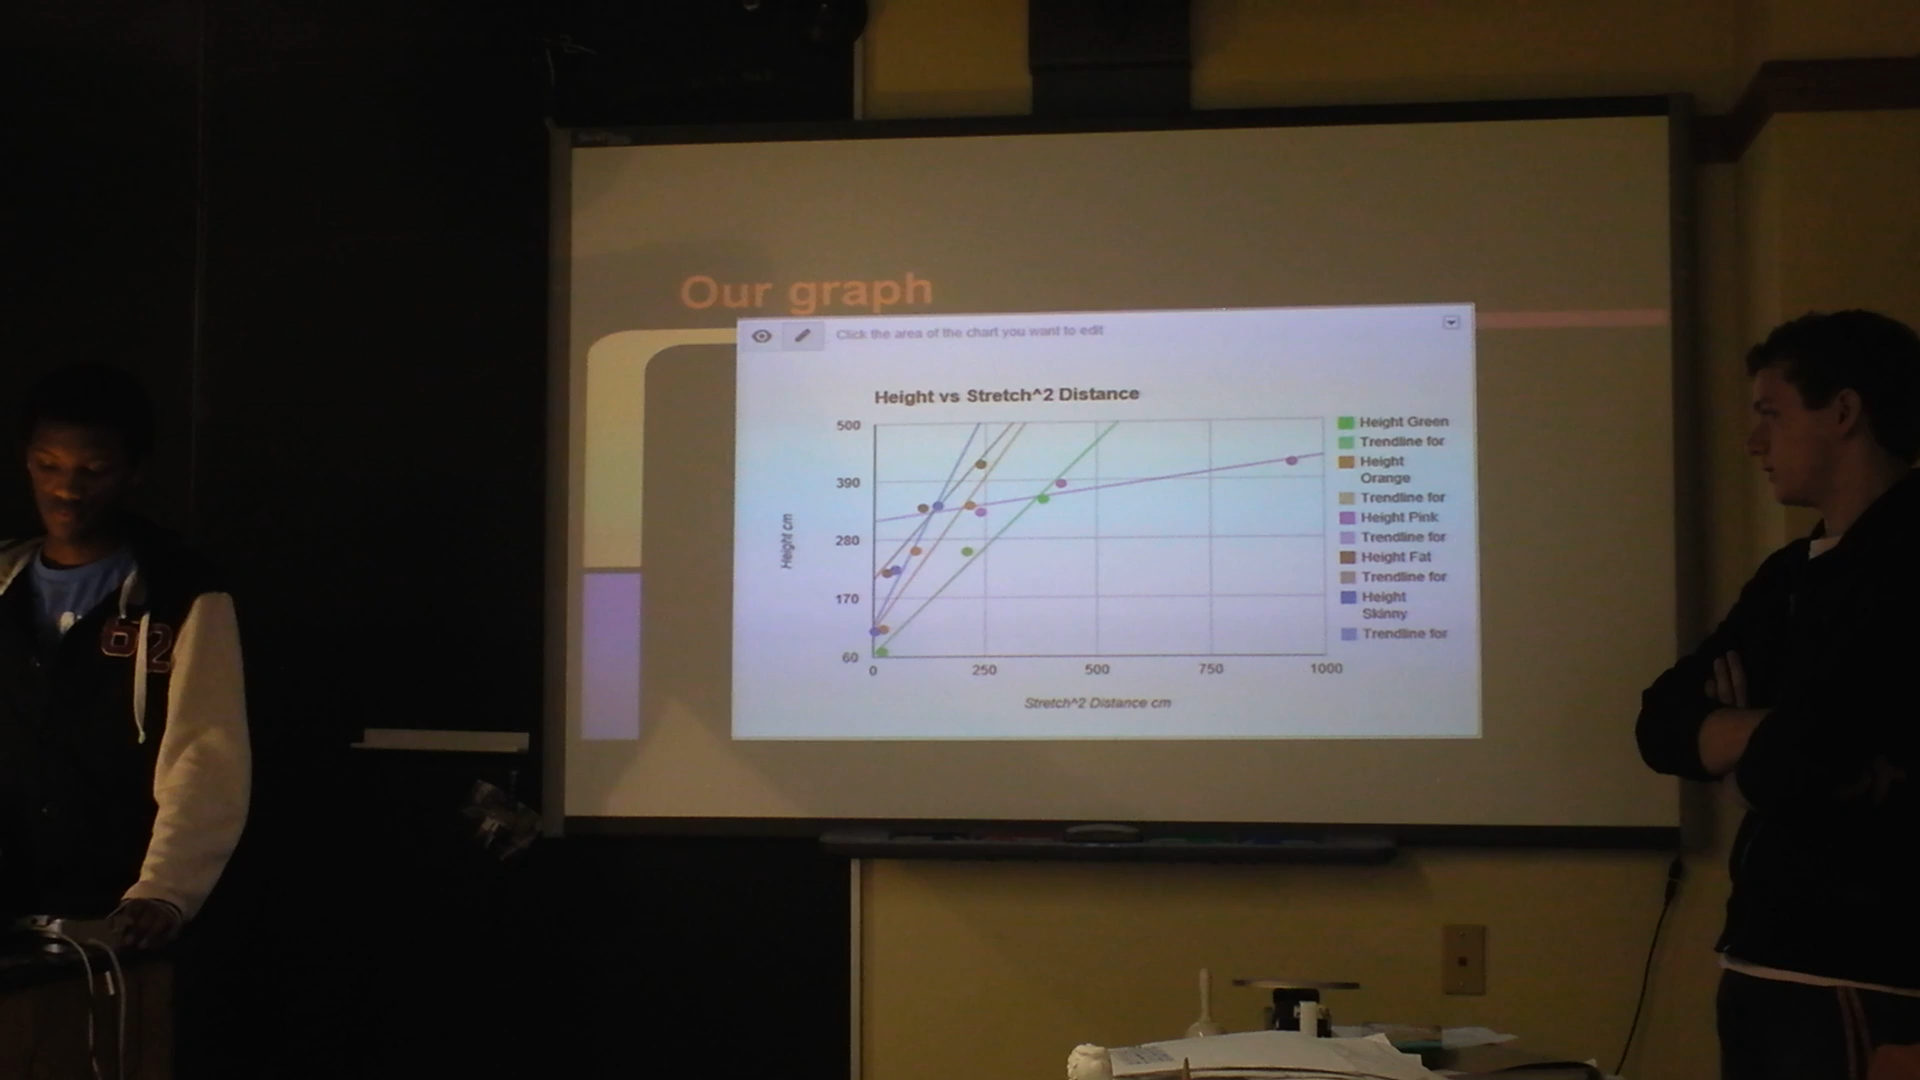 Our graph
Click the area of the chart you want to edit
Height vs Stretch^2 Distance
500
390
280
170
60
Height cm
0
250
500
750
1000
Stretch^2 Distance cm
Height Green
Trendline for
Height
Orange
Trendline for
Height Pink
Trendline for
Height Fat
Trendline for
Height
Skinny
Trendline for
62